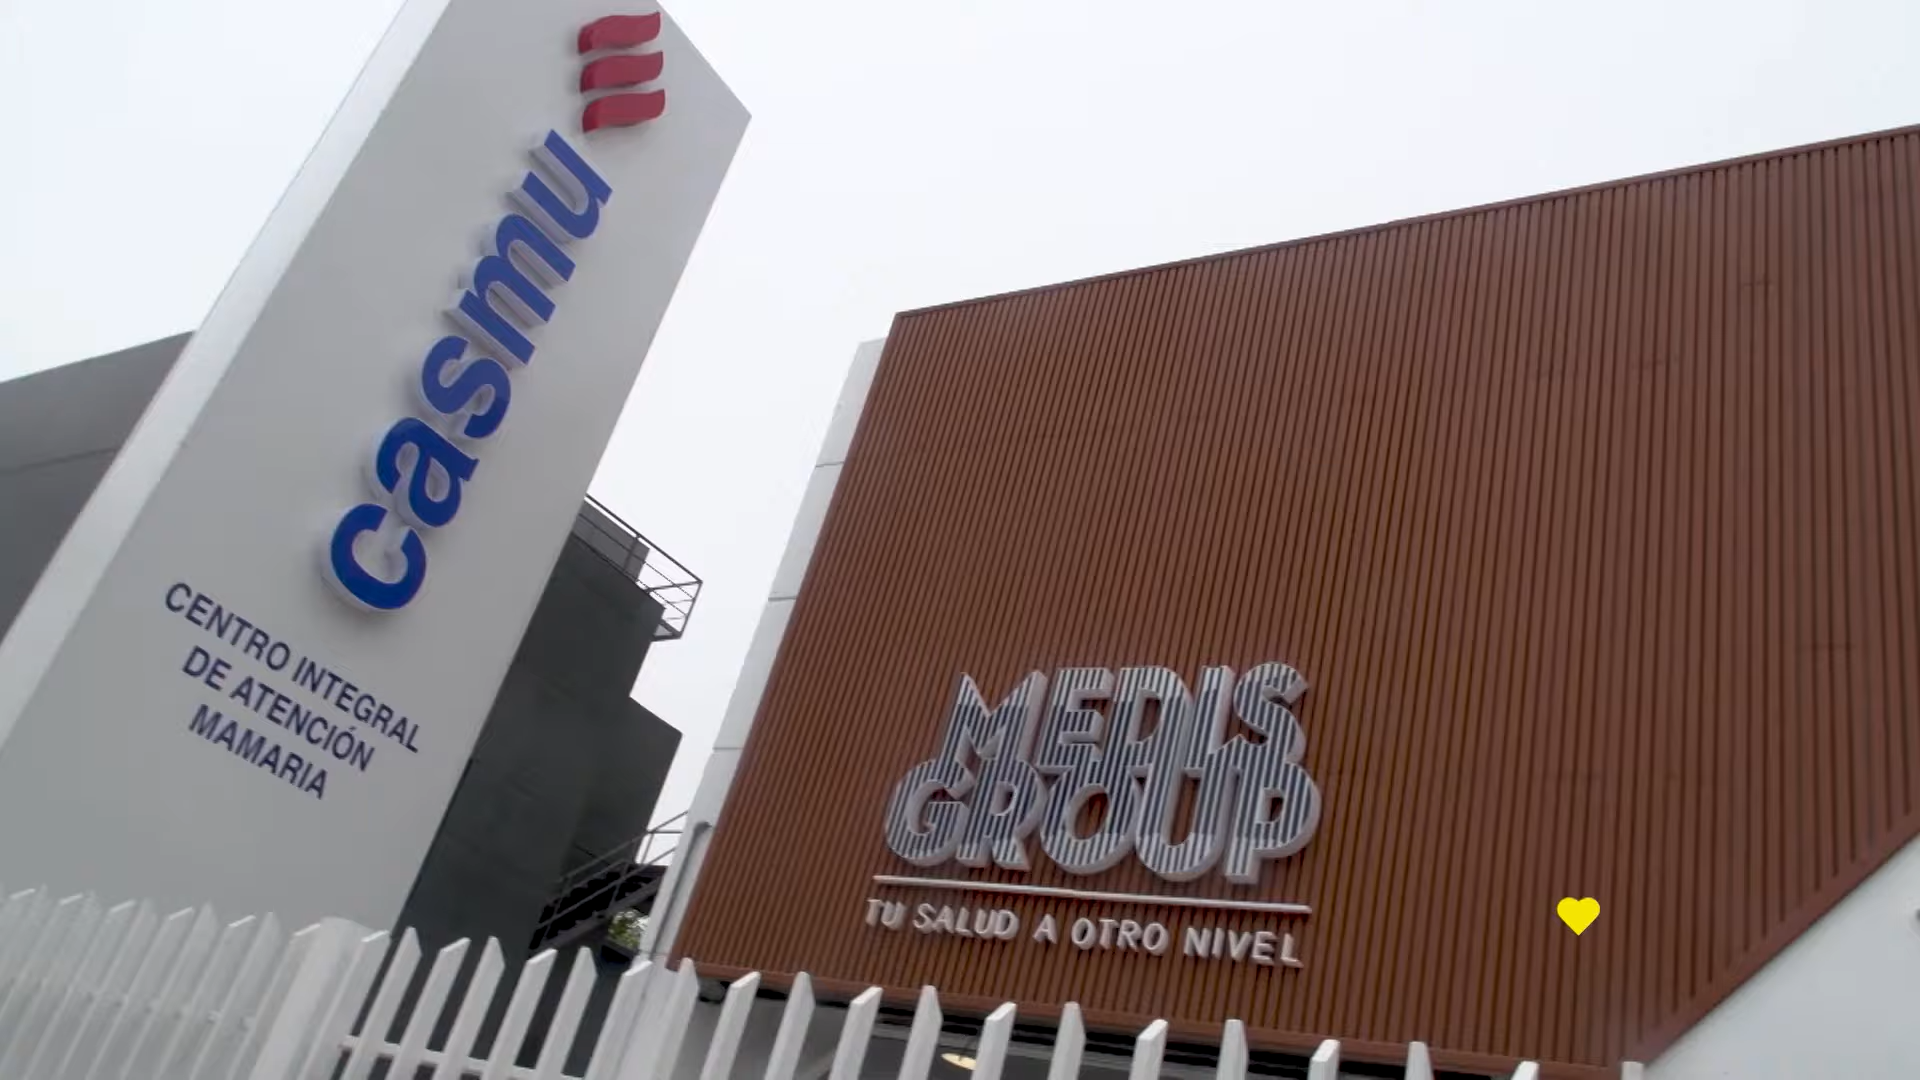 casmu
CENTRO INTEGRAL
DE ATENCIÓN
MAMARIA
MEDIS
GROUP
TU SALUD A OTRO NIVEL